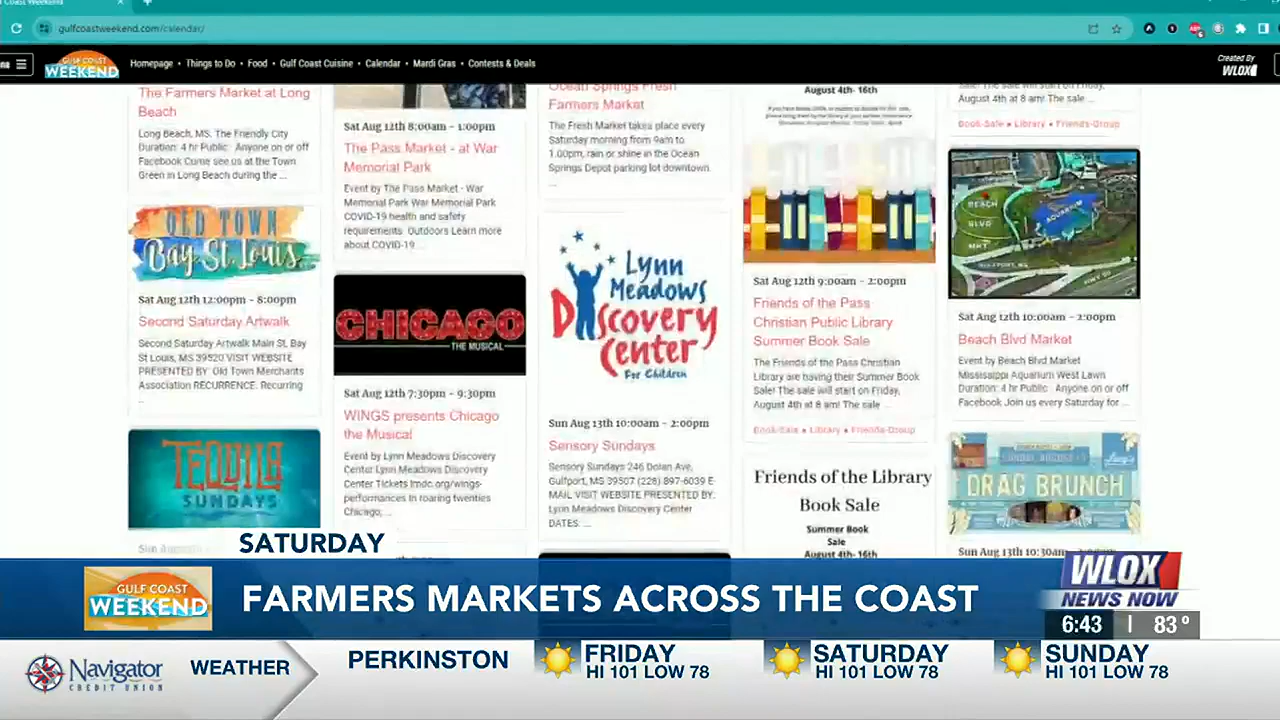 gulfcoastweekend.com/calendar/
GULF COAST
WEEKEND
Homepage • Things to Do • Food • Gulf Coast Cuisine • Calendar • Mardi Gras • Contests & Deals
Created By
WLOX
The Farmers Market at Long
Beach
Long Beach, MS. The Friendly City
Duration: 4 hr Public · Anyone on or off
Facebook Come see us at the Town
Green in Long Beach during the ...
OLD TOWN
Bay St. Louis
Sat Aug 12th 12:00pm - 8:00pm
Second Saturday Artwalk
Second Saturday Artwalk Main St, Bay
St Louis, MS 39520 VISIT WEBSITE
PRESENTED BY Old Town Merchants
Association RECURRENCE: Recurring
...
TEQUILA
SUNDAYS
Sat Aug 12th 8:00am - 1:00pm
The Pass Market - at War
Memorial Park
Event by The Pass Market - War
Memorial Park War Memorial Park
COVID-19 health and safety
requirements Outdoors Learn more
about COVID-19 ...
CHICAGO
THE MUSICAL
Sat Aug 12th 7:30pm - 9:30pm
WINGS presents Chicago
the Musical
Event by Lynn Meadows Discovery
Center Lynn Meadows Discovery
Center Tickets lmdc.org/wings-
performances In roaring twenties
Chicago, ...
Ocean Springs Fresh
Farmers Market
The Fresh Market takes place every
Saturday morning from 9am to
1:00pm, rain or shine in the Ocean
Springs Depot parking lot downtown.
...
Lynn
Meadows
Discovery
Center
For Children
Sun Aug 13th 10:00am - 2:00pm
Sensory Sundays
Sensory Sundays 246 Dolan Ave,
Gulfport, MS 39507 (228) 897-6039 E-
MAIL VISIT WEBSITE PRESENTED BY:
Lynn Meadows Discovery Center
DATES: ...
August 4th- 16th
Sat Aug 12th 9:00am - 2:00pm
Friends of the Pass
Christian Public Library
Summer Book Sale
The Friends of the Pass Christian
Library are having their Summer Book
Sale! The sale will start on Friday,
August 4th at 8 am! The sale ...
Book-Sale • Library • Friends-Group
Friends of the Library
Book Sale
Summer Book
Sale
August 4th- 16th
August 4th at 8 am! The sale ...
Book-Sale • Library • Friends-Group
BEACH
BLVD
MKT
AQUARIUM
HWY 90
Sat Aug 12th 10:00am - 2:00pm
Beach Blvd Market
Event by Beach Blvd Market
Mississippi Aquarium West Lawn
Duration: 4 hr Public · Anyone on or off
Facebook Join us every Saturday for ...
DRAG BRUNCH
SATURDAY
GULF COAST
WEEKEND
FARMERS MARKETS ACROSS THE COAST
WLOX
NEWS NOW
6:43 | 83°
Navigator
CREDIT UNION
WEATHER
PERKINSTON
FRIDAY
HI 101 LOW 78
SATURDAY
HI 101 LOW 78
SUNDAY
HI 101 LOW 78